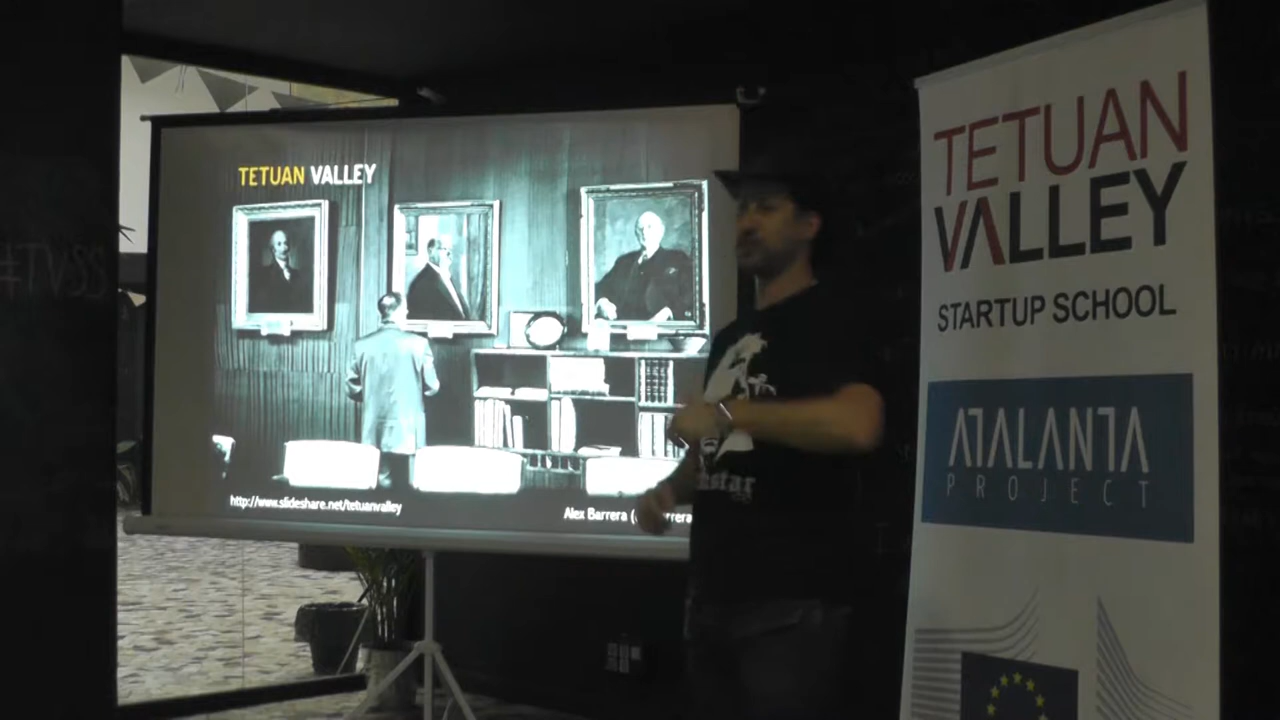 TETUAN VALLEY
http://www.slideshare.net/tetuanvalley
Alex Barrera (
#TVSS
TETUAN
VALLEY
STARTUP SCHOOL
ATALANTA
PROJECT